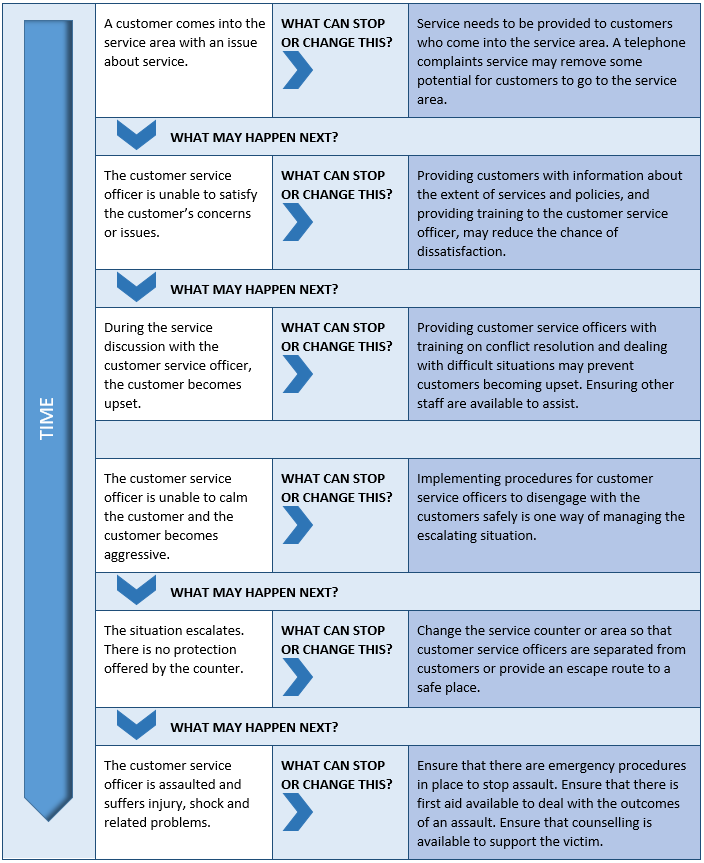 TIME
A customer comes into the
service area with an issue
about service.
WHAT CAN STOP
OR CHANGE THIS?
Service needs to be provided to customers
who come into the service area. A telephone
complaints service may remove some
potential for customers to go to the service
area.
WHAT MAY HAPPEN NEXT?
The customer service
officer is unable to satisfy
the customer’s concerns
or issues.
WHAT CAN STOP
OR CHANGE THIS?
Providing customers with information about
the extent of services and policies, and
providing training to the customer service
officer, may reduce the chance of
dissatisfaction.
WHAT MAY HAPPEN NEXT?
During the service
discussion with the
customer service officer,
the customer becomes
upset.
WHAT CAN STOP
OR CHANGE THIS?
Providing customer service officers with
training on conflict resolution and dealing
with difficult situations may prevent
customers becoming upset. Ensuring other
staff are available to assist.
The customer service
officer is unable to calm
the customer and the
customer becomes
aggressive.
WHAT CAN STOP
OR CHANGE THIS?
Implementing procedures for customer
service officers to disengage with the
customers safely is one way of managing the
escalating situation.
WHAT MAY HAPPEN NEXT?
The situation escalates.
There is no protection
offered by the counter.
WHAT CAN STOP
OR CHANGE THIS?
Change the service counter or area so that
customer service officers are separated from
customers or provide an escape route to a
safe place.
WHAT MAY HAPPEN NEXT?
The customer service
officer is assaulted and
suffers injury, shock and
related problems.
WHAT CAN STOP
OR CHANGE THIS?
Ensure that there are emergency procedures
in place to stop assault. Ensure that there is
first aid available to deal with the outcomes
of an assault. Ensure that counselling is
available to support the victim.